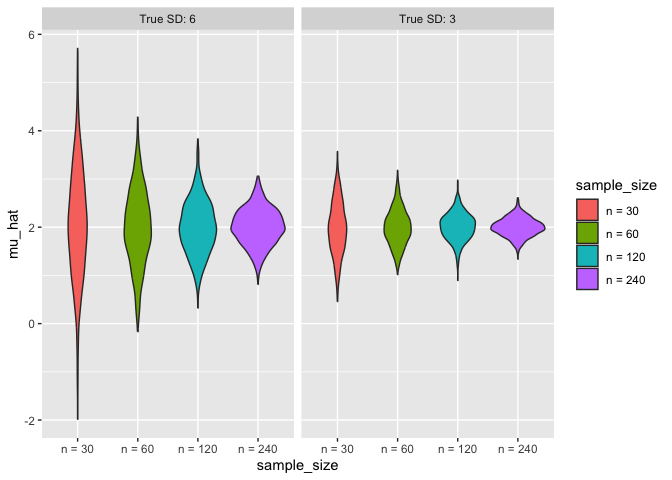 True SD: 6
True SD: 3
6
4
2
0
-2
mu_hat
n = 30
n = 60
n = 120
n = 240
n = 30
n = 60
n = 120
n = 240
sample_size
sample_size
n = 30
n = 60
n = 120
n = 240